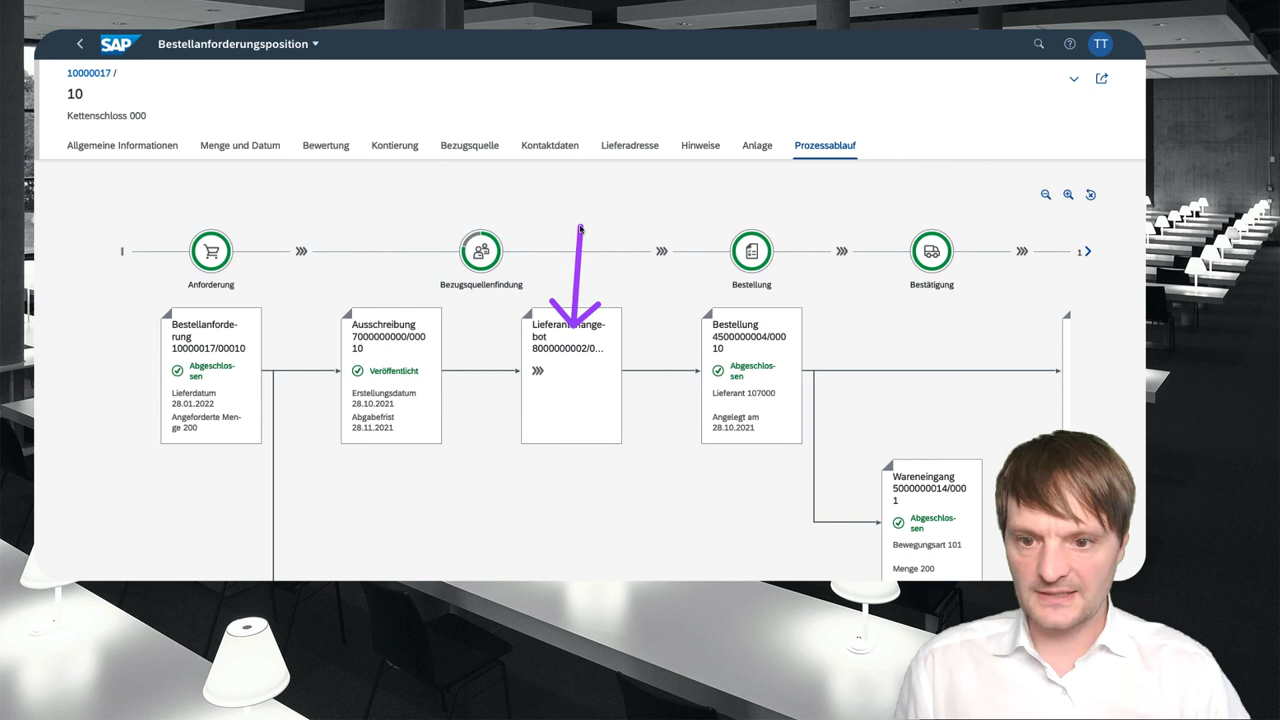 SAP
Bestellanforderungsposition
TT
10000017 /
10
Kettenschloss 000
Allgemeine Informationen
Menge und Datum
Bewertung
Kontierung
Bezugsquelle
Kontaktdaten
Lieferadresse
Hinweise
Anlage
Prozessablauf
1
Anforderung
Bezugsquellenfindung
Bestellung
Bestätigung
Bestellanforde-
rung
10000017/00010
Abgeschlos-
sen
Lieferdatum
28.01.2022
Angeforderte Men-
ge 200
Ausschreibung
7000000000/000
10
Veröffentlicht
Erstellungsdatum
28.10.2021
Abgabefrist
28.11.2021
bot
8000000002/0...
Bestellung
4500000004/000
10
Abgeschlos-
sen
Lieferant 107000
Angelegt am
28.10.2021
Wareneingang
5000000014/000
1
Abgeschlos-
sen
Bewegungsart 101
Menge 200